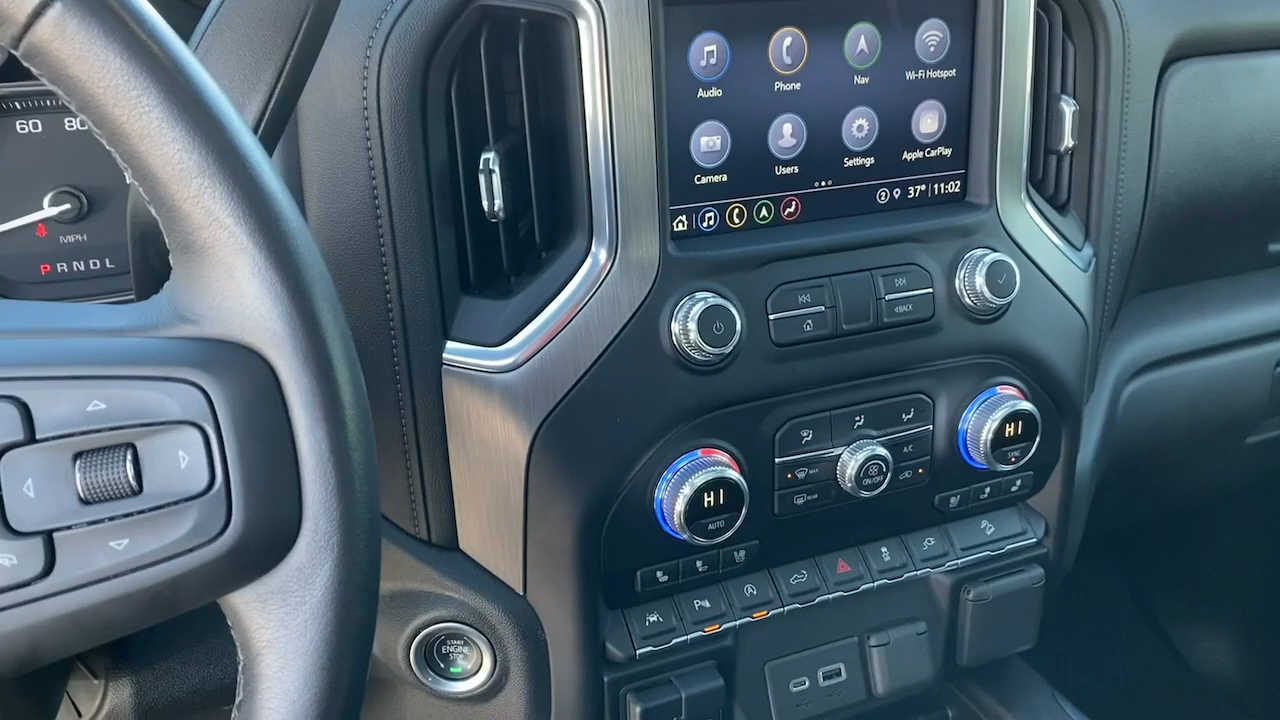 Audio
Phone
Nav
Wi-Fi Hotspot
Camera
Users
Settings
Apple CarPlay
2
37° 11:02
60 80
MPH
P R N D L
BACK
HI
AUTO
HI
SYNC
MAX
A/C
REAR
ON/OFF
START
ENGINE
STOP